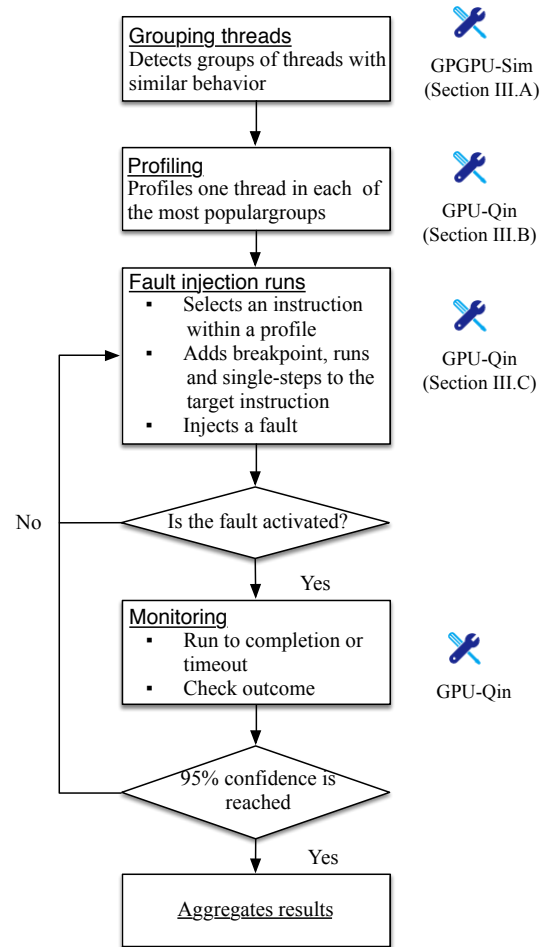 Grouping threads
Detects groups of threads with
similar behavior
GPGPU-Sim
(Section III.A)
Profiling
Profiles one thread in each of
the most populargroups
GPU-Qin
(Section III.B)
Fault injection runs
▪ Selects an instruction
within a profile
▪ Adds breakpoint, runs
and single-steps to the
target instruction
▪ Injects a fault
GPU-Qin
(Section III.C)
No
Is the fault activated?
Yes
Monitoring
▪ Run to completion or
timeout
▪ Check outcome
GPU-Qin
95% confidence is
reached
Yes
Aggregates results